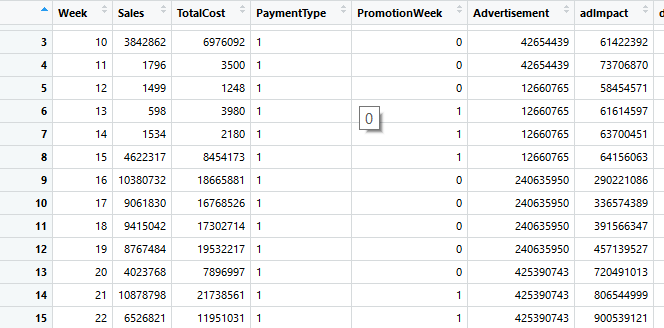 Week Sales TotalCost PaymentType PromotionWeek Advertisement adImpact
3 10 3842862 6976092 1 0 42654439 61422392
4 11 1796 3500 1 0 42654439 73706870
5 12 1499 1248 1 0 12660765 58454571
6 13 598 3980 1 1 12660765 61614597
0
7 14 1534 2180 1 1 12660765 63700451
8 15 4622317 8454173 1 1 12660765 64156063
9 16 10380732 18665881 1 0 240635950 290221086
10 17 9061830 16768526 1 0 240635950 336574389
11 18 9415042 17302714 1 0 240635950 391566347
12 19 8767484 19532217 1 0 240635950 457139527
13 20 4023768 7896997 1 0 425390743 720491013
14 21 10878798 21738561 1 1 425390743 806544999
15 22 6526821 11951031 1 1 425390743 900539121